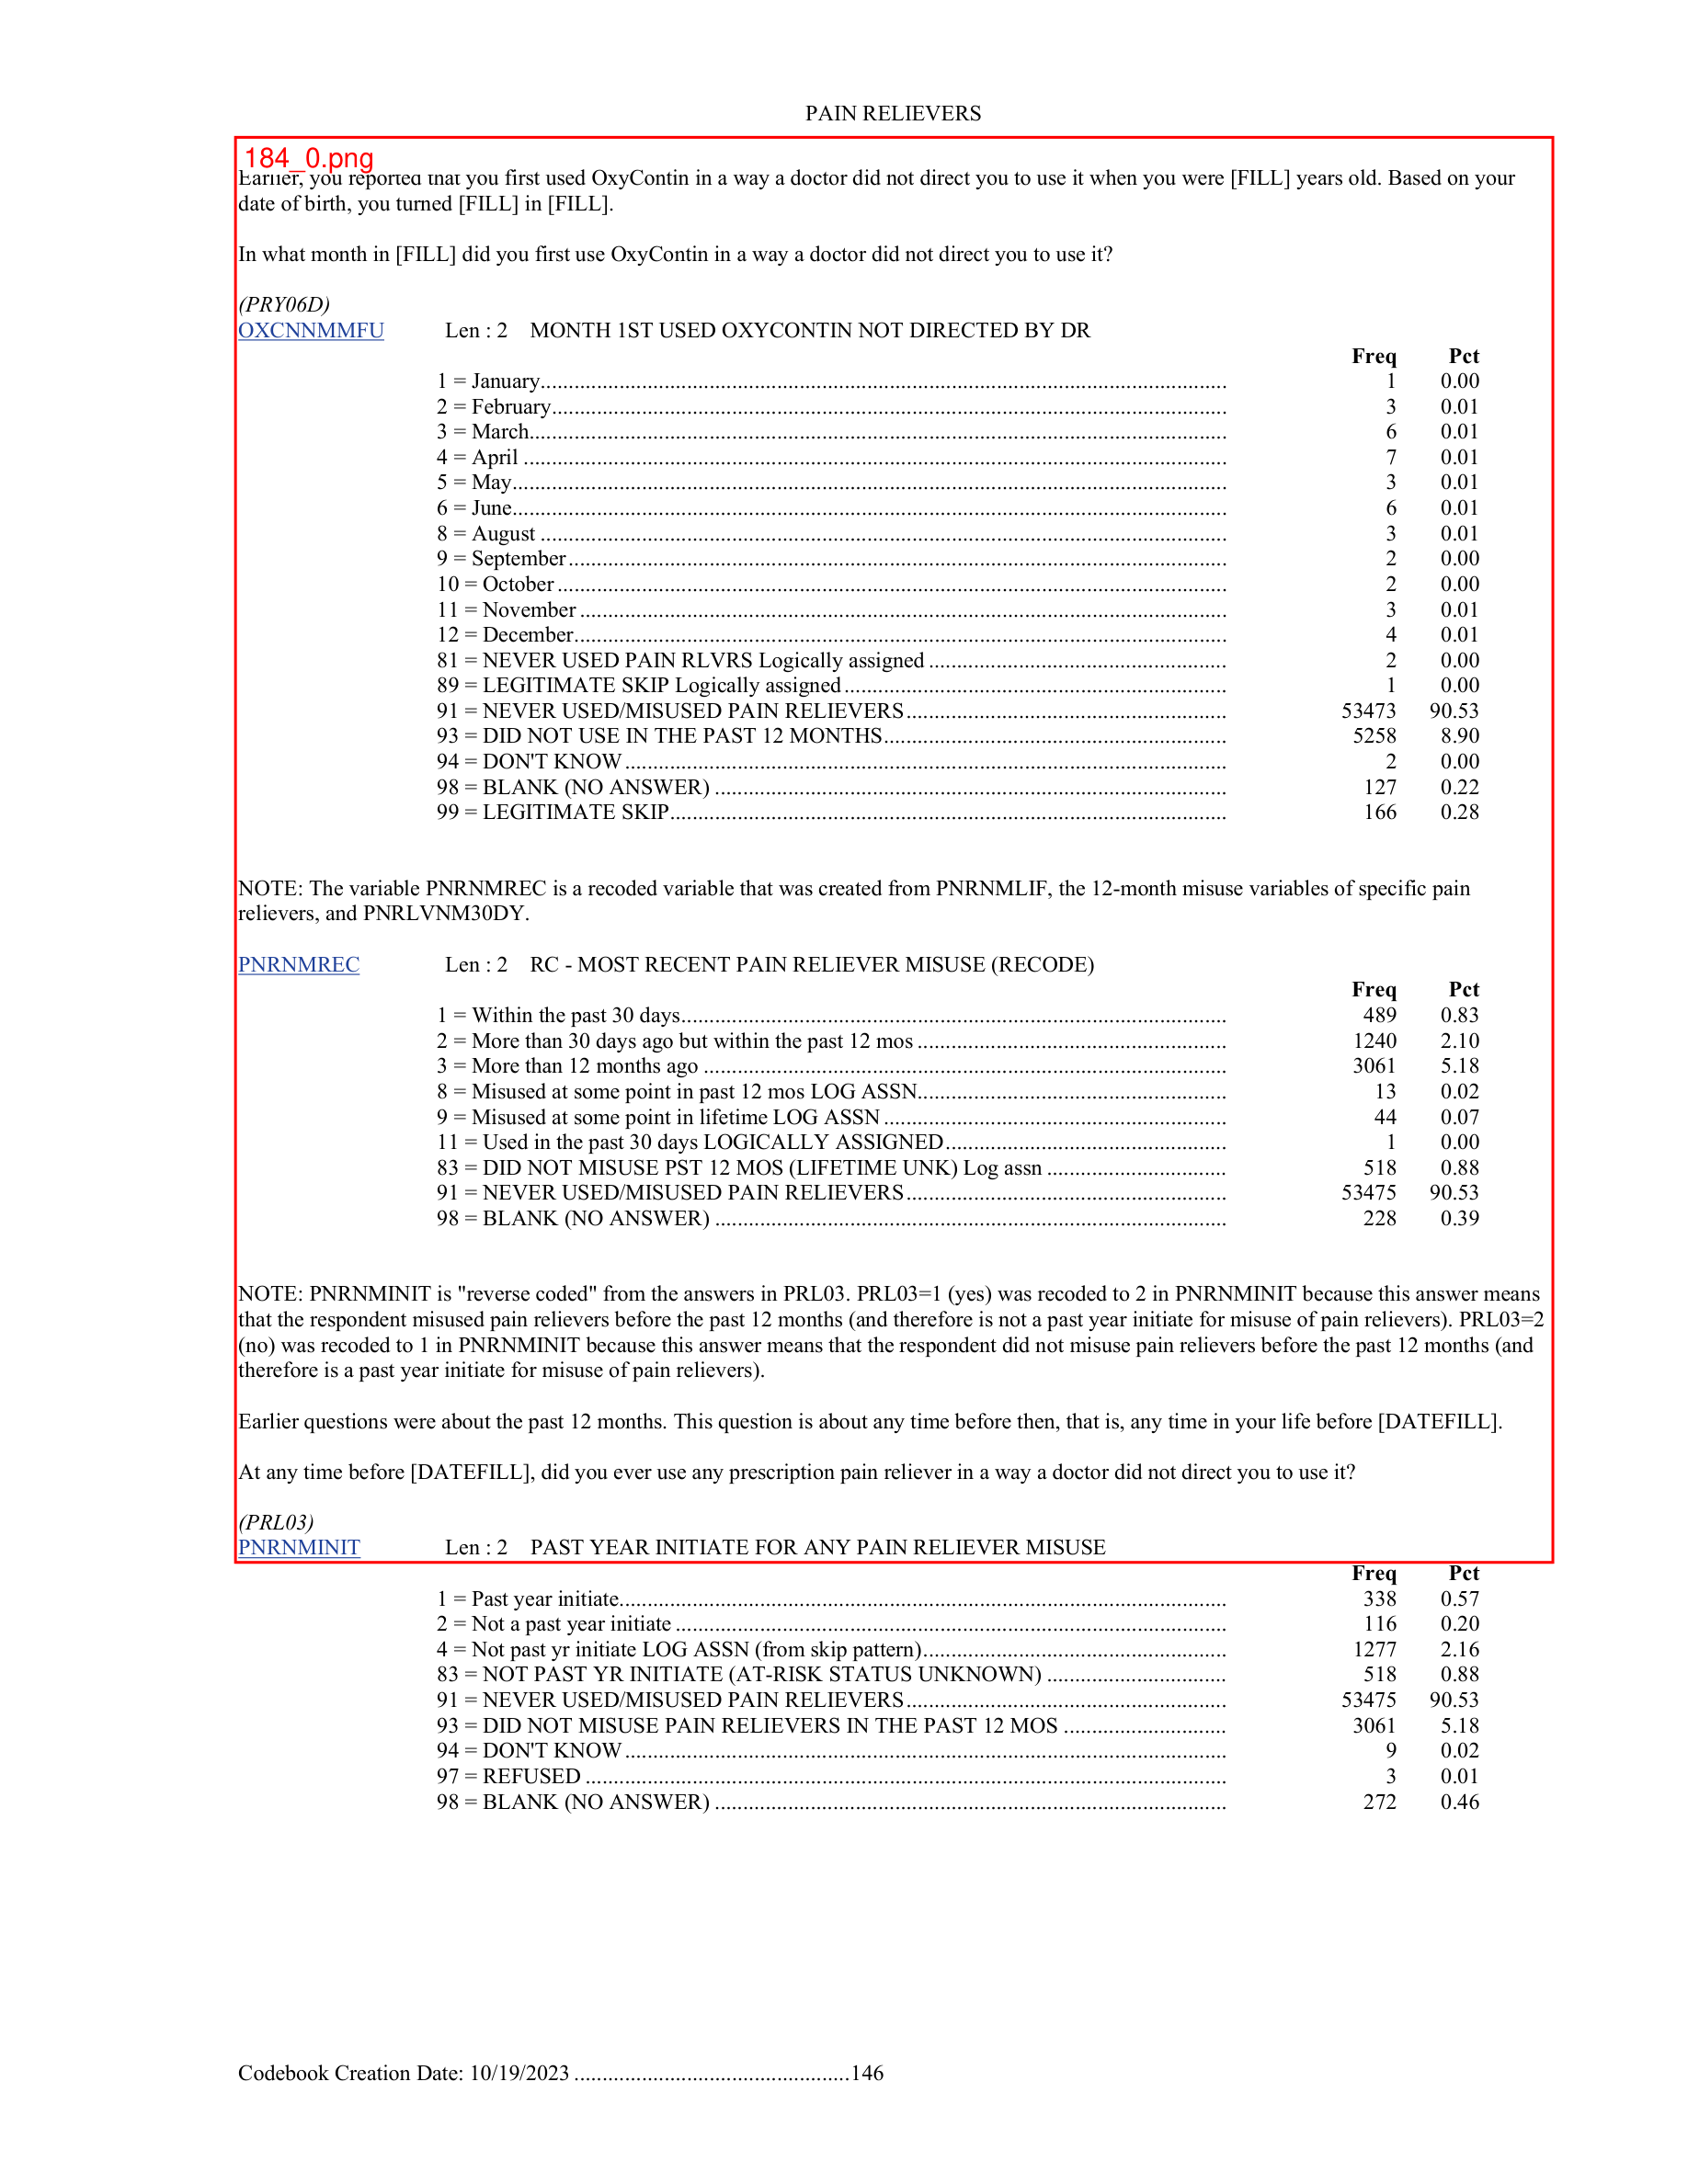 PAIN RELIEVERS
184_0.png
Earlier, you reported that you first used OxyContin in a way a doctor did not direct you to use it when you were [FILL] years old. Based on your
date of birth, you turned [FILL] in [FILL].
In what month in [FILL] did you first use OxyContin in a way a doctor did not direct you to use it?
(PRY06D)
OXCNNMMFU Len : 2 MONTH 1ST USED OXYCONTIN NOT DIRECTED BY DR
Freq Pct
1 = January 1 0.00
2 = February 3 0.01
3 = March 6 0.01
4 = April 7 0.01
5 = May 3 0.01
6 = June 6 0.01
8 = August 3 0.01
9 = September 2 0.00
10 = October 2 0.00
11 = November 3 0.01
12 = December 4 0.01
81 = NEVER USED PAIN RLVRS Logically assigned 2 0.00
89 = LEGITIMATE SKIP Logically assigned 1 0.00
91 = NEVER USED/MISUSED PAIN RELIEVERS 53473 90.53
93 = DID NOT USE IN THE PAST 12 MONTHS 5258 8.90
94 = DON'T KNOW 2 0.00
98 = BLANK (NO ANSWER) 127 0.22
99 = LEGITIMATE SKIP 166 0.28
NOTE: The variable PNRNMREC is a recoded variable that was created from PNRNMLIF, the 12-month misuse variables of specific pain
relievers, and PNRLVNM30DY.
PNRNMREC Len : 2 RC - MOST RECENT PAIN RELIEVER MISUSE (RECODE)
Freq Pct
1 = Within the past 30 days 489 0.83
2 = More than 30 days ago but within the past 12 mos 1240 2.10
3 = More than 12 months ago 3061 5.18
8 = Misused at some point in past 12 mos LOG ASSN 13 0.02
9 = Misused at some point in lifetime LOG ASSN 44 0.07
11 = Used in the past 30 days LOGICALLY ASSIGNED 1 0.00
83 = DID NOT MISUSE PST 12 MOS (LIFETIME UNK) Log assn 518 0.88
91 = NEVER USED/MISUSED PAIN RELIEVERS 53475 90.53
98 = BLANK (NO ANSWER) 228 0.39
NOTE: PNRNMINIT is "reverse coded" from the answers in PRL03. PRL03=1 (yes) was recoded to 2 in PNRNMINIT because this answer means
that the respondent misused pain relievers before the past 12 months (and therefore is not a past year initiate for misuse of pain relievers). PRL03=2
(no) was recoded to 1 in PNRNMINIT because this answer means that the respondent did not misuse pain relievers before the past 12 months (and
therefore is a past year initiate for misuse of pain relievers).
Earlier questions were about the past 12 months. This question is about any time before then, that is, any time in your life before [DATEFILL].
At any time before [DATEFILL], did you ever use any prescription pain reliever in a way a doctor did not direct you to use it?
(PRL03)
PNRNMINIT Len : 2 PAST YEAR INITIATE FOR ANY PAIN RELIEVER MISUSE
Freq Pct
1 = Past year initiate 338 0.57
2 = Not a past year initiate 116 0.20
4 = Not past yr initiate LOG ASSN (from skip pattern) 1277 2.16
83 = NOT PAST YR INITIATE (AT-RISK STATUS UNKNOWN) 518 0.88
91 = NEVER USED/MISUSED PAIN RELIEVERS 53475 90.53
93 = DID NOT MISUSE PAIN RELIEVERS IN THE PAST 12 MOS 3061 5.18
94 = DON'T KNOW 9 0.02
97 = REFUSED 3 0.01
98 = BLANK (NO ANSWER) 272 0.46
Codebook Creation Date: 10/19/2023 146